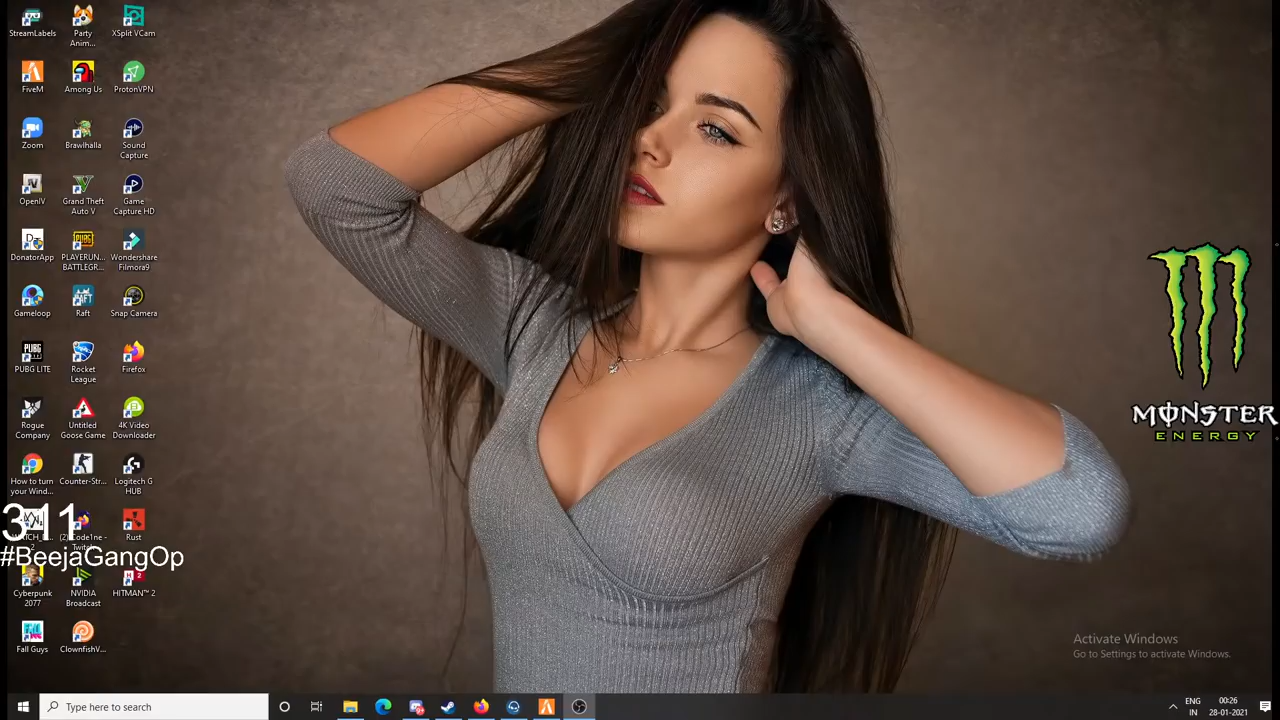 StreamLabels
Party
Anim...
XSplit VCam
FiveM
Among Us
ProtonVPN
Zoom
Brawlhalla
Sound
Capture
OpenIV
Grand Theft
Auto V
Game
Capture HD
DonatorApp
PLAYERUN...
BATTLEGR...
Wondershare
Filmora9
Gameloop
Raft
Snap Camera
PUBG
LITE
PUBG LITE
Rocket
League
Firefox
Rogue
Company
Untitled
Goose Game
4K Video
Downloader
How to turn
your Wind...
Counter-Str...
Logitech G
HUB
311
#BeejaGangOp
Rust
Cyberpunk
2077
NVIDIA
Broadcast
HITMAN™ 2
Fall Guys
ClownfishV...
MONSTER
ENERGY
Activate Windows
Go to Settings to activate Windows.
Type here to search
ENG
IN
00:26
28-01-2021